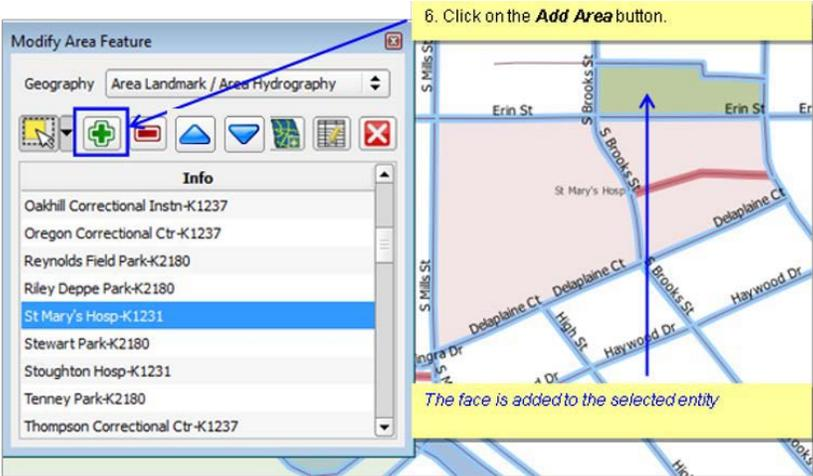 6. Click on the Add Area button.
Modify Area Feature
Geography Area Landmark / Area Hydrography
Info
Oakhill Correctional Instn-K1237
Oregon Correctional Ctr-K1237
Reynolds Field Park-K2180
Riley Deppe Park-K2180
St Mary's Hosp-K1231
Stewart Park-K2180
Stoughton Hosp-K1231
Tenney Park-K2180
Thompson Correctional Ctr-K1237
S Mills St
S Brooks St
Erin St
Erin St
Er
S Brooks St
St Mary's Hosp
Delaplaine Ct
S Mills St
Delaplaine Ct
Delaplaine Ct
S Brooks St
Haywood Dr
High St
Haywood Dr
ingra Dr
Dr
The face is added to the selected entity
ooks